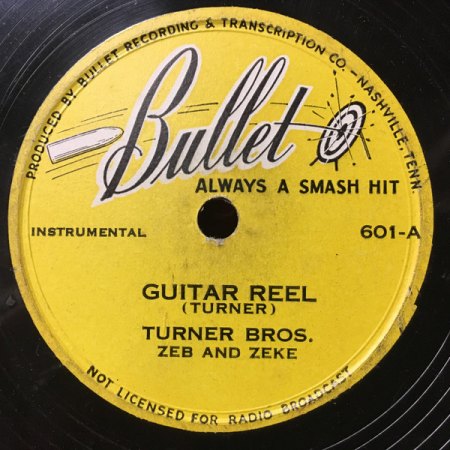 PRODUCED BY BULLET RECORDING & TRANSCRIPTION CO. - NASHVILLE, TENN.
Bullet
ALWAYS A SMASH HIT
INSTRUMENTAL
601-A
GUITAR REEL
(TURNER)
TURNER BROS.
ZEB AND ZEKE
NOT LICENSED FOR RADIO BROADCAST